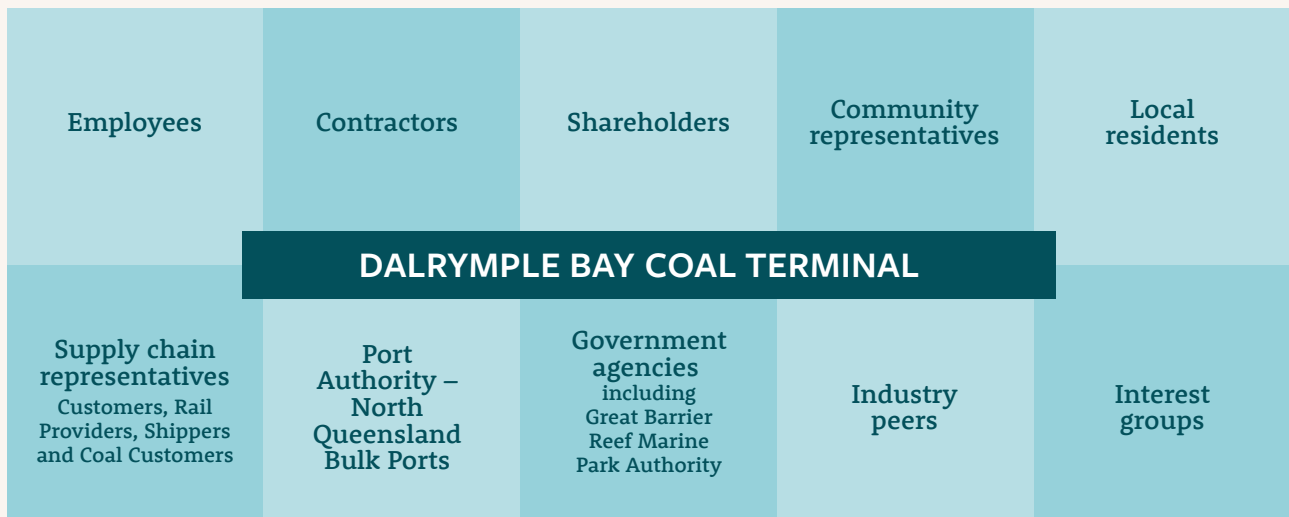 Employees
Contractors
Shareholders
Community
representatives
Local
residents
DALRYMPLE BAY COAL TERMINAL
Supply chain
representatives
Customers, Rail
Providers, Shippers
and Coal Customers
Port
Authority –
North
Queensland
Bulk Ports
Government
agencies
including
Great Barrier
Reef Marine
Park Authority
Industry
peers
Interest
groups